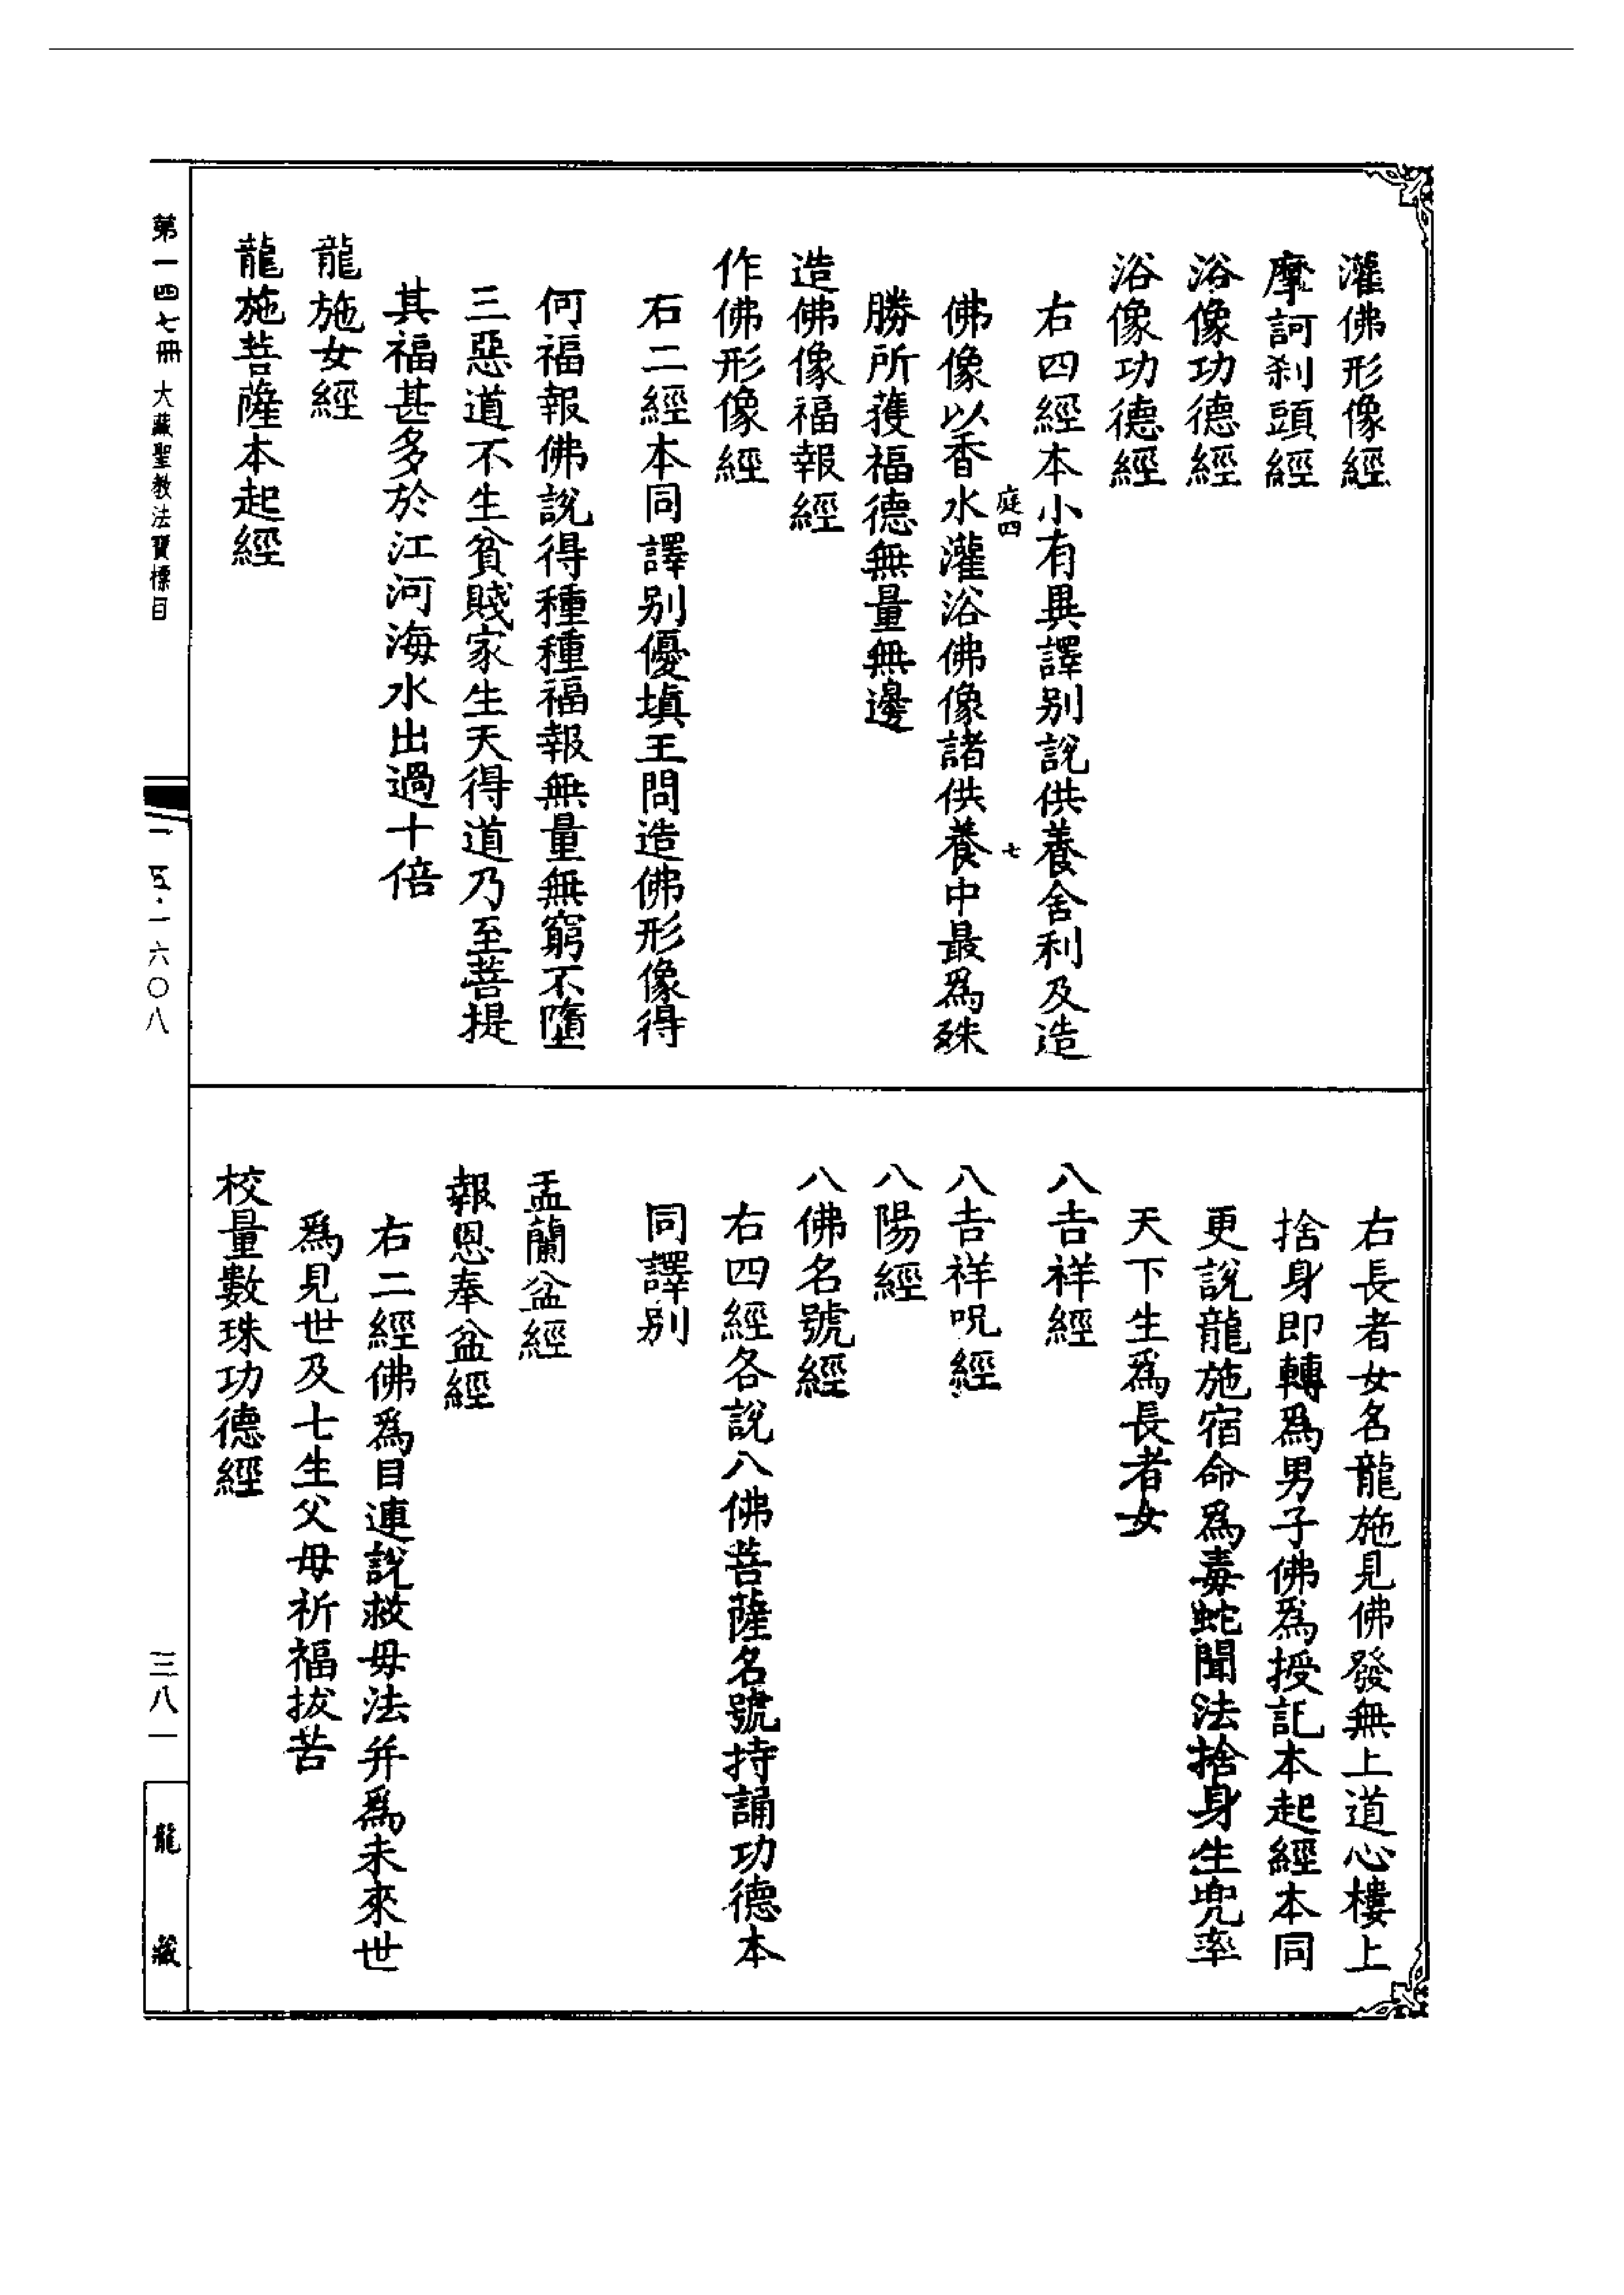 灌佛形像經
摩訶刹頭經
浴像功德經
浴像功德經
右四經本小有異譯別說供養舍利及造
庭四
七
佛像以香水灌浴佛像諸供養中最為殊
勝所獲福德無量無邊
造佛像福報經
作佛形像經
右二經本同譯別優填王問造佛形像得
何福報佛說得種種福報無量無窮不墮
三惡道不生貧賤家生天得道乃至菩提
其福甚多於江河海水出過十倍
龍施女經
龍施菩薩本起經
右長者女名龍施見佛發無上道心樓上
捨身即轉為男子佛為授記本起經本同
更說龍施宿命為毒蛇聞法捨身生兜率
天下生為長者女
八吉祥經
八吉祥呪經
八陽經
八佛名號經
右四經各說八佛菩薩名號持誦功德本
同譯別
盂蘭盆經
報恩奉盆經
右二經佛為目連說救母法并為未來世
為見世及七生父母祈福拔苦
校量數珠功德經
第一四七冊 大藏聖教法寶標目
一一五·一六〇八
三八一
龍藏